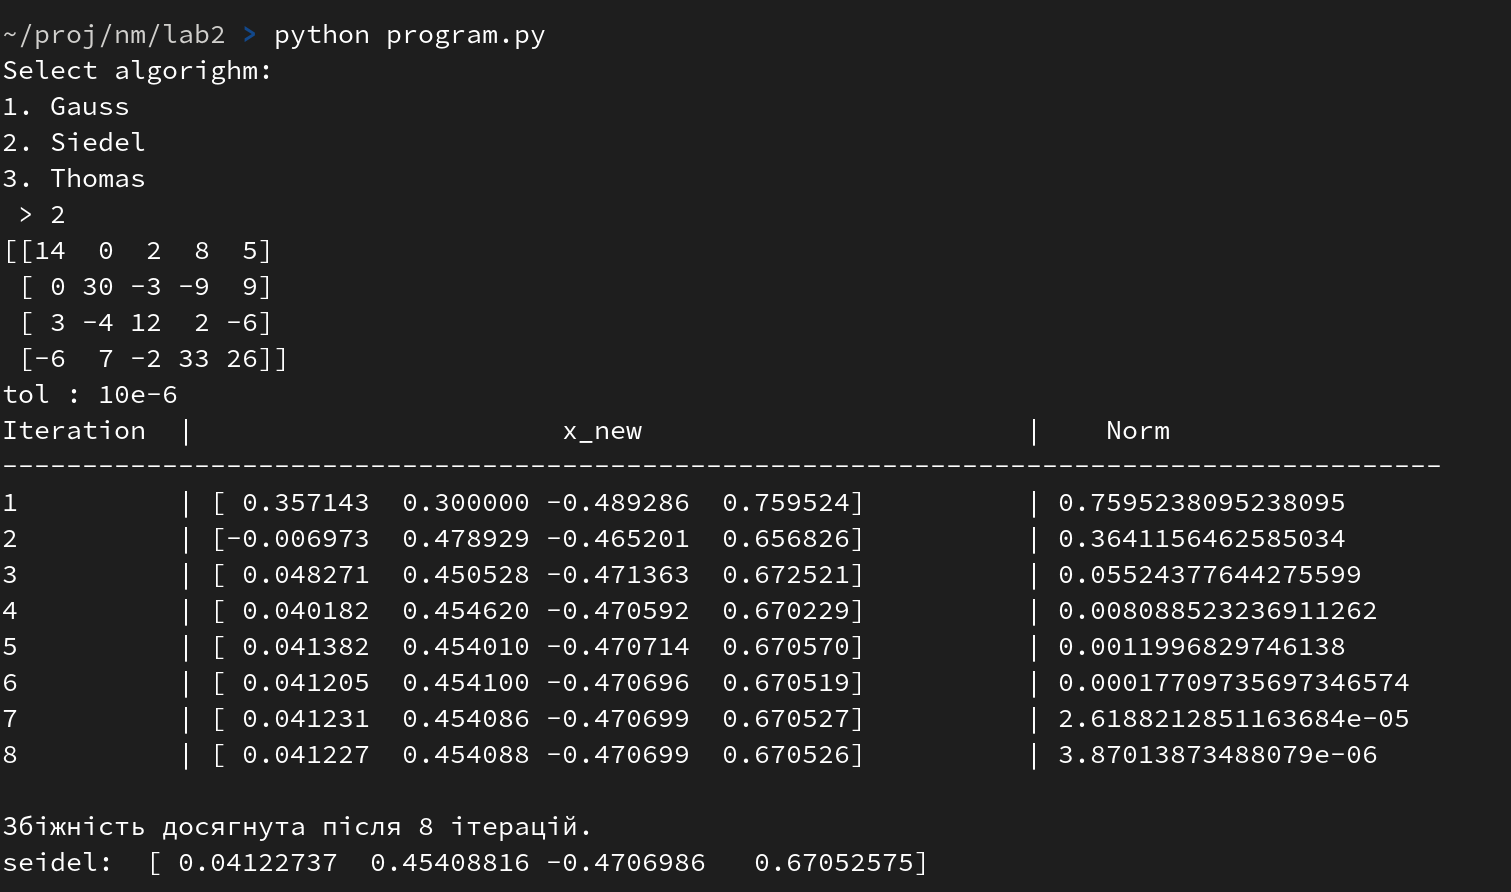 ~/proj/nm/lab2 > python program.py
Select algorighm:
1. Gauss
2. Siedel
3. Thomas
 > 2
[[14  0  2  8  5]
 [ 0 30 -3 -9  9]
 [ 3 -4 12  2 -6]
 [-6  7 -2 33 26]]
tol : 10e-6
Iteration  |                       x_new                        |    Norm
------------------------------------------------------------------------------------------
1          | [ 0.357143  0.300000 -0.489286  0.759524]          | 0.7595238095238095
2          | [-0.006973  0.478929 -0.465201  0.656826]          | 0.3641156462585034
3          | [ 0.048271  0.450528 -0.471363  0.672521]          | 0.05524377644275599
4          | [ 0.040182  0.454620 -0.470592  0.670229]          | 0.008088523236911262
5          | [ 0.041382  0.454010 -0.470714  0.670570]          | 0.0011996829746138
6          | [ 0.041205  0.454100 -0.470696  0.670519]          | 0.00017709735697346574
7          | [ 0.041231  0.454086 -0.470699  0.670527]          | 2.6188212851163684e-05
8          | [ 0.041227  0.454088 -0.470699  0.670526]          | 3.87013873488079e-06
Збіжність досягнута після 8 ітерацій.
seidel:  [ 0.04122737  0.45408816 -0.4706986   0.67052575]